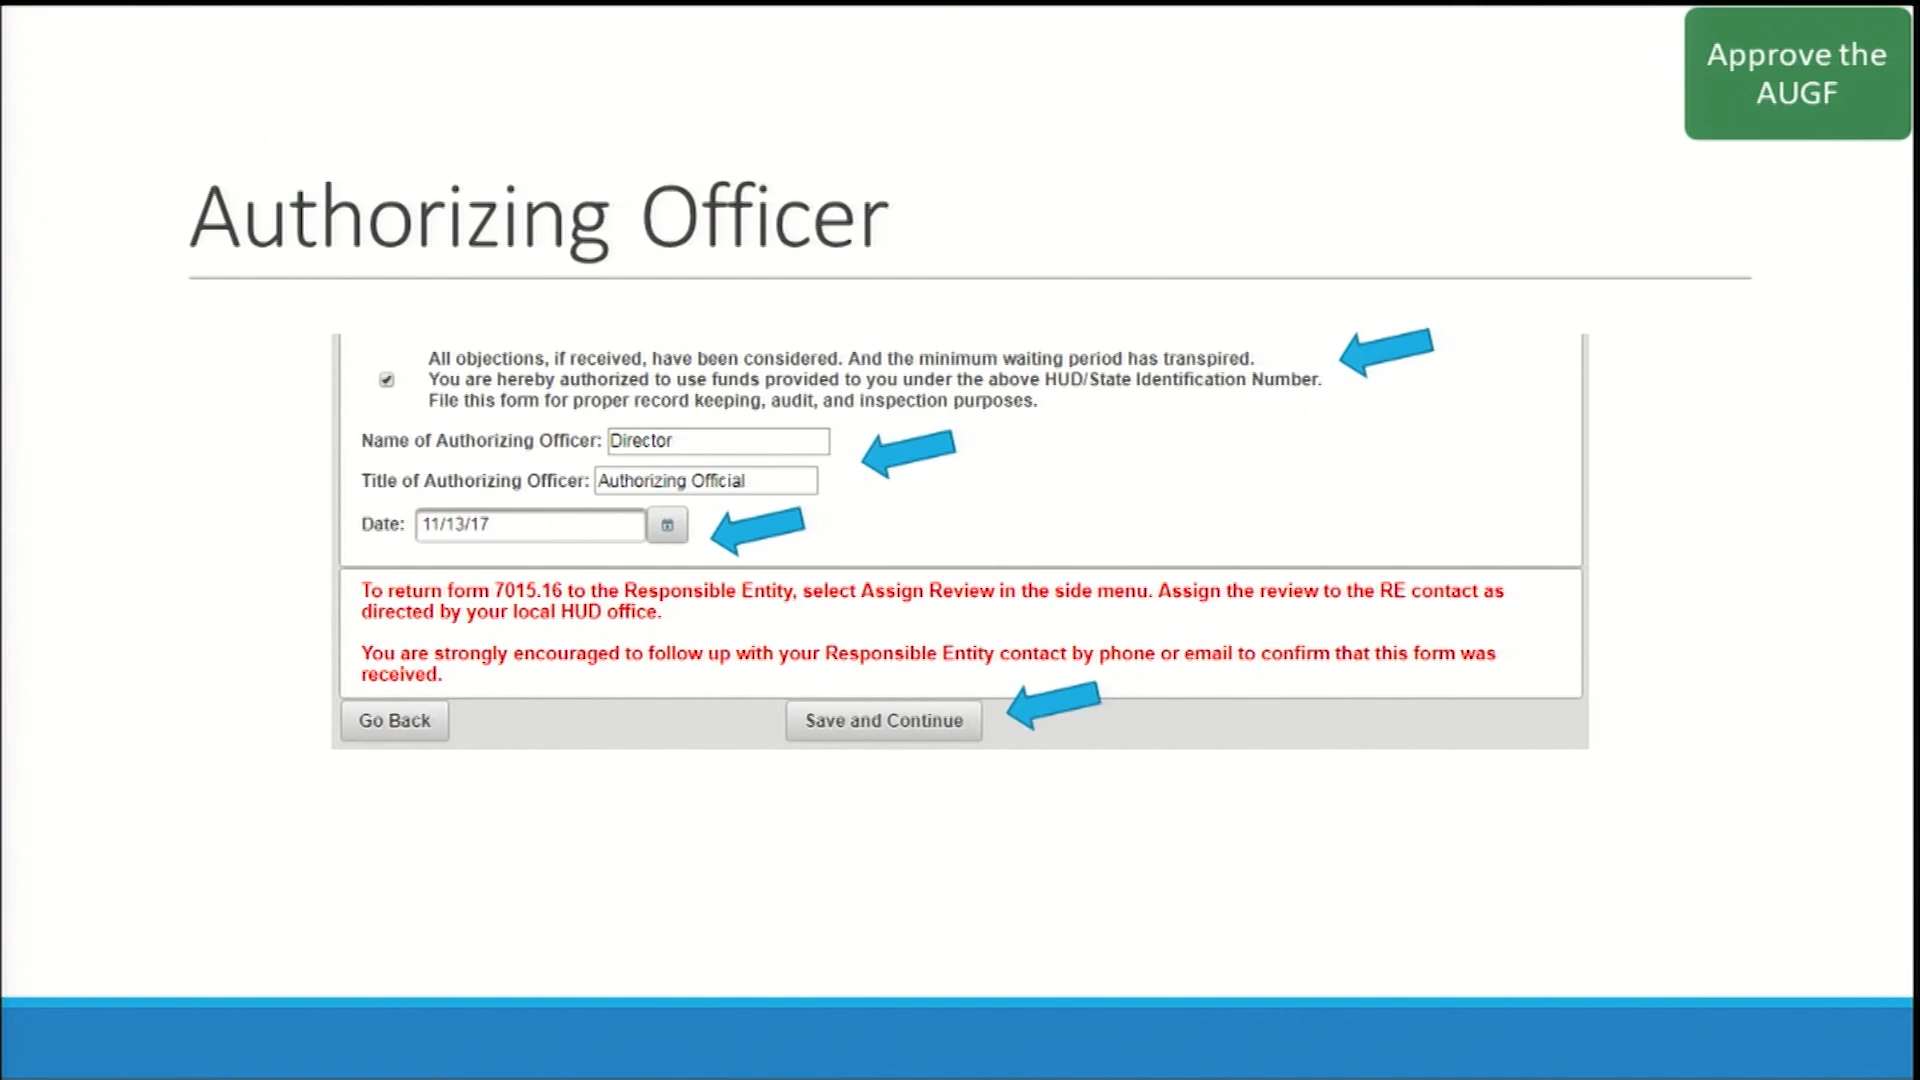 Approve the
AUGF
Authorizing Officer
All objections, if received, have been considered. And the minimum waiting period has transpired.
You are hereby authorized to use funds provided to you under the above HUD/State Identification Number.
File this form for proper record keeping, audit, and inspection purposes.
Name of Authorizing Officer: Director
Title of Authorizing Officer: Authorizing Official
Date: 11/13/17
To return form 7015.16 to the Responsible Entity, select Assign Review in the side menu. Assign the review to the RE contact as
directed by your local HUD office.
You are strongly encouraged to follow up with your Responsible Entity contact by phone or email to confirm that this form was
received.
Go Back
Save and Continue